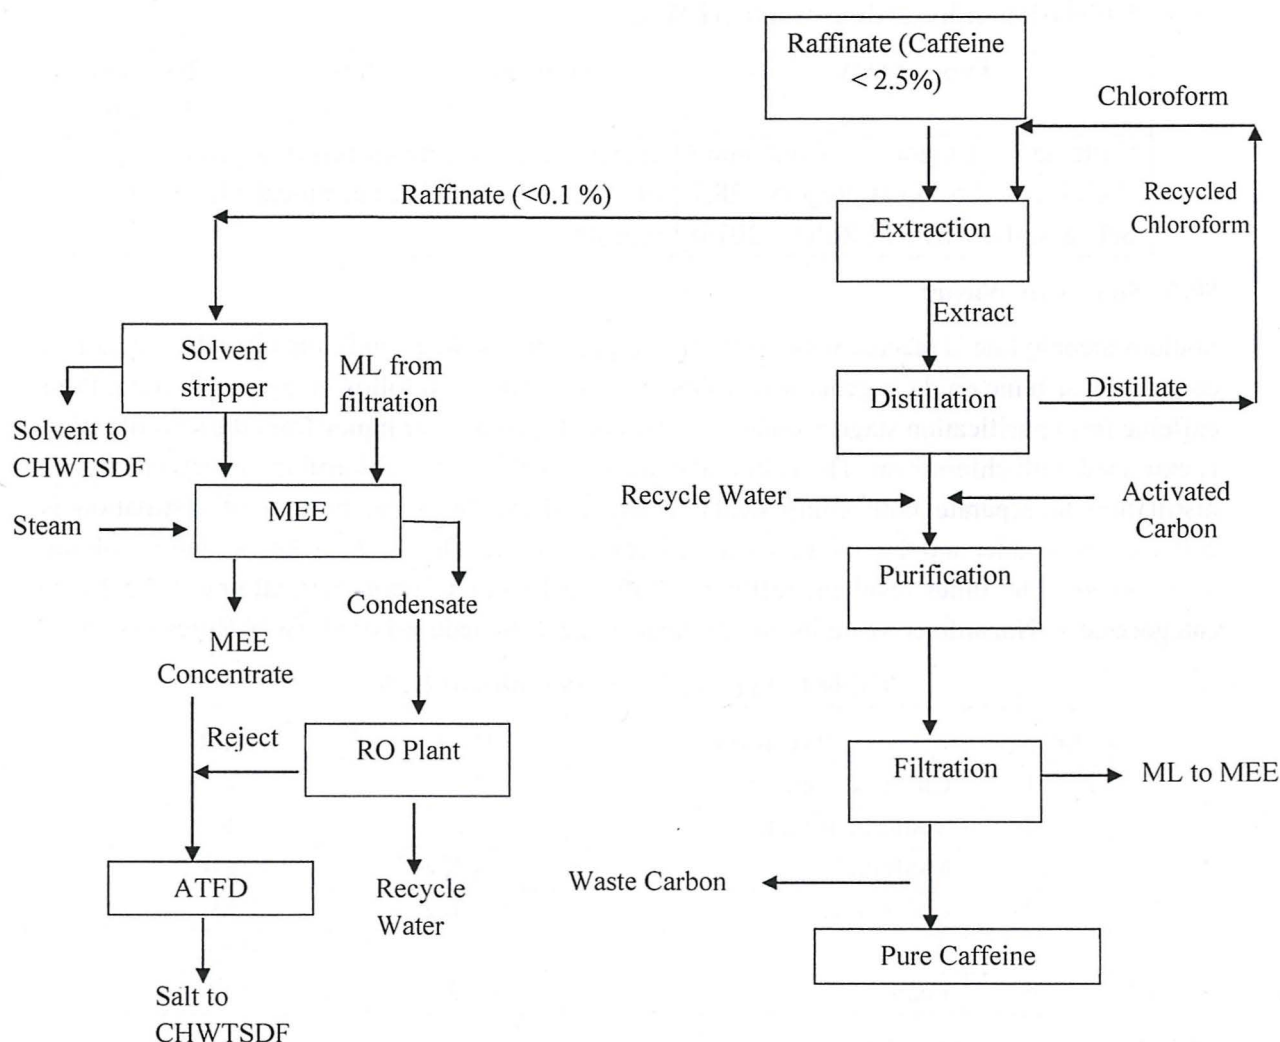 Raffinate (Caffeine
< 2.5%)
Chloroform
Recycled
Chloroform
Raffinate (<0.1 %)
Extraction
Extract
Solvent
stripper
ML from
filtration
Distillation
Distillate
Solvent to
CHWTSDF
Recycle Water
Activated
Carbon
Steam
MEE
Purification
Condensate
MEE
Concentrate
Reject
RO Plant
Filtration
ML to MEE
ATFD
Recycle
Water
Waste Carbon
Pure Caffeine
Salt to
CHWTSDF